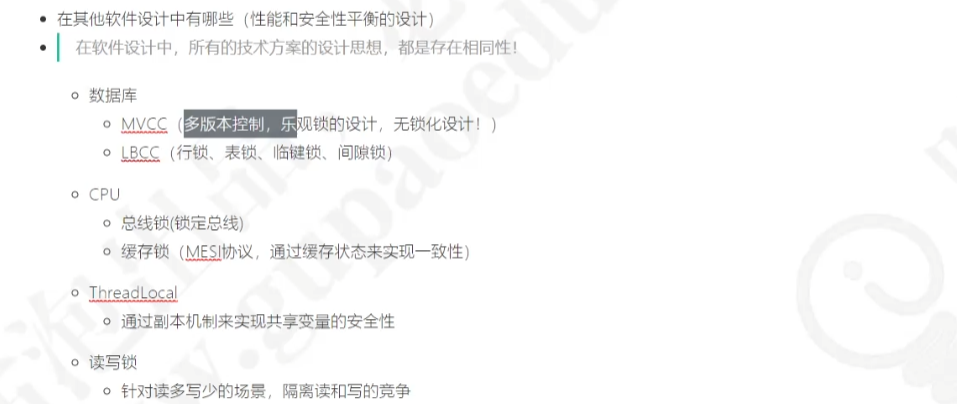 在其他软件设计中有哪些（性能和安全性平衡的设计）
在软件设计中，所有的技术方案的设计思想，都是存在相同性！
数据库
MVCC（多版本控制，乐观锁的设计，无锁化设计！）
LBCC（行锁、表锁、临键锁、间隙锁）
CPU
总线锁(锁定总线)
缓存锁（MESI协议，通过缓存状态来实现一致性）
ThreadLocal
通过副本机制来实现共享变量的安全性
读写锁
针对读多写少的场景，隔离读和写的竞争